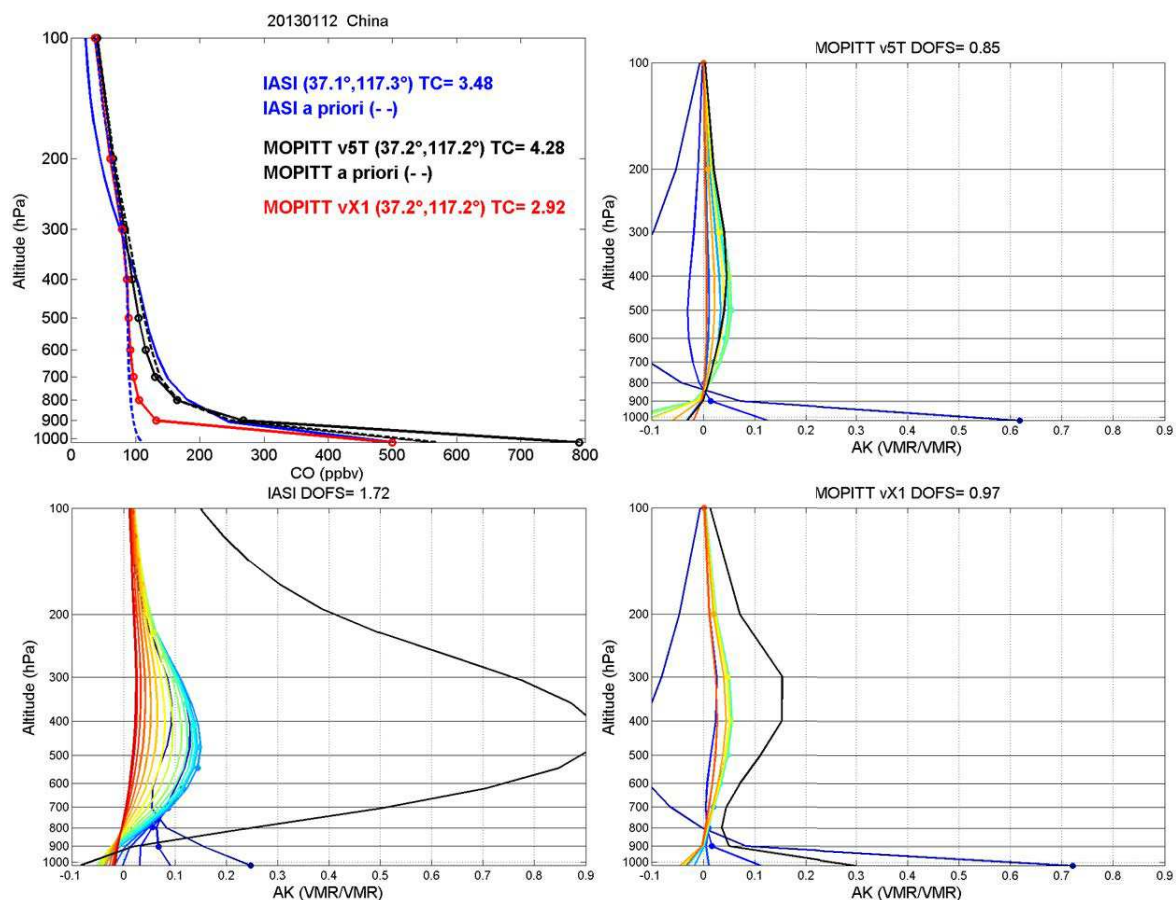 20130112 China
Altitude (hPa)
100
200
300
400
500
600
700
800
900
1000
IASI (37.1°,117.3°) TC= 3.48
IASI a priori (- -)
MOPITT v5T (37.2°,117.2°) TC= 4.28
MOPITT a priori (- -)
MOPITT vX1 (37.2°,117.2°) TC= 2.92
0 100 200 300 400 500 600 700 800
CO (ppbv)
MOPITT v5T DOFS= 0.85
Altitude (hPa)
100
200
300
400
500
600
700
800
900
1000
-0.1 0 0.1 0.2 0.3 0.4 0.5 0.6 0.7 0.8 0.9
AK (VMR/VMR)
IASI DOFS= 1.72
Altitude (hPa)
100
200
300
400
500
600
700
800
900
1000
-0.1 0 0.1 0.2 0.3 0.4 0.5 0.6 0.7 0.8 0.9
AK (VMR/VMR)
MOPITT vX1 DOFS= 0.97
Altitude (hPa)
100
200
300
400
500
600
700
800
900
1000
-0.1 0 0.1 0.2 0.3 0.4 0.5 0.6 0.7 0.8 0.9
AK (VMR/VMR)